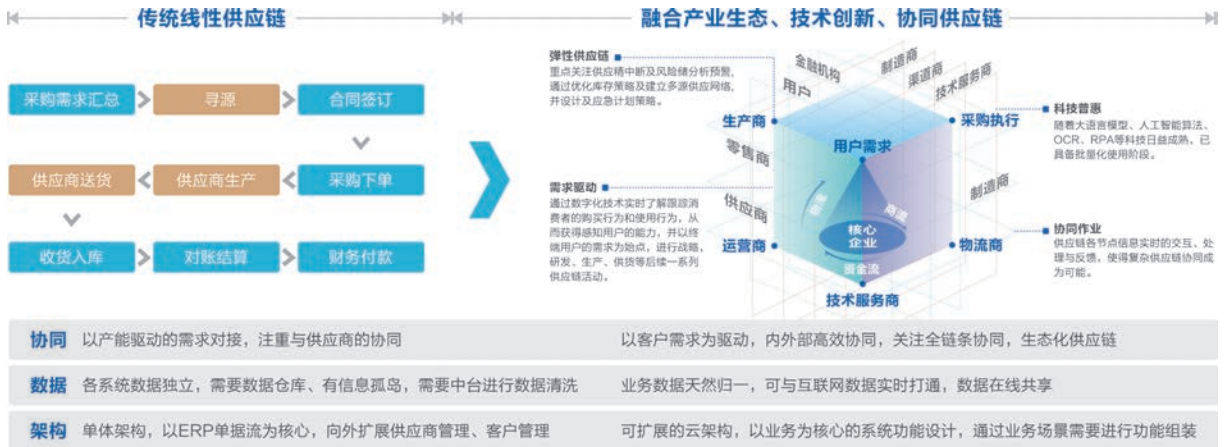 传统线性供应链
融合产业生态、技术创新、协同供应链
采购需求汇总
寻源
合同签订
供应商送货
供应商生产
采购下单
收货入库
对账结算
财务付款
弹性供应链
重点关注供应精中断及风险储分析预警,
通过优化库存策略及建立多源供应网络,
并设计及应急计划策略。
需求驱动
通过数字化技术实时了解跟踪消
费者的购买行为和使用行为，从
而获得感知用户的能力，并以终
端用户的需求为始点，进行战略,
研发、生产、供货等后续一系列
供应链活动。
金融机构
用户
制造商
渠道商
技术服务商
生产商
采购执行
用户需求
零售商
供应商
制造商
商流
核心
企业
运营商
物流商
资金流
技术服务商
科技普惠
随着大语言模型、人工智能算法、
OCR、RPA等科技日益成熟，已
具备批量化使用阶段。
协同作业
供应链各节点信息实时的交互、处
理与反馈，使得复杂供应链协同成
为可能。
协同 以产能驱动的需求对接，注重与供应商的协同 以客户需求为驱动，内外部高效协同，关注全链条协同，生态化供应链
数据 各系统数据独立，需要数据仓库、有信息孤岛，需要中台进行数据清洗 业务数据天然归一，可与互联网数据实时打通，数据在线共享
架构 单体架构，以ERP单据流为核心，向外扩展供应商管理、客户管理 可扩展的云架构，以业务为核心的系统功能设计，通过业务场景需要进行功能组装